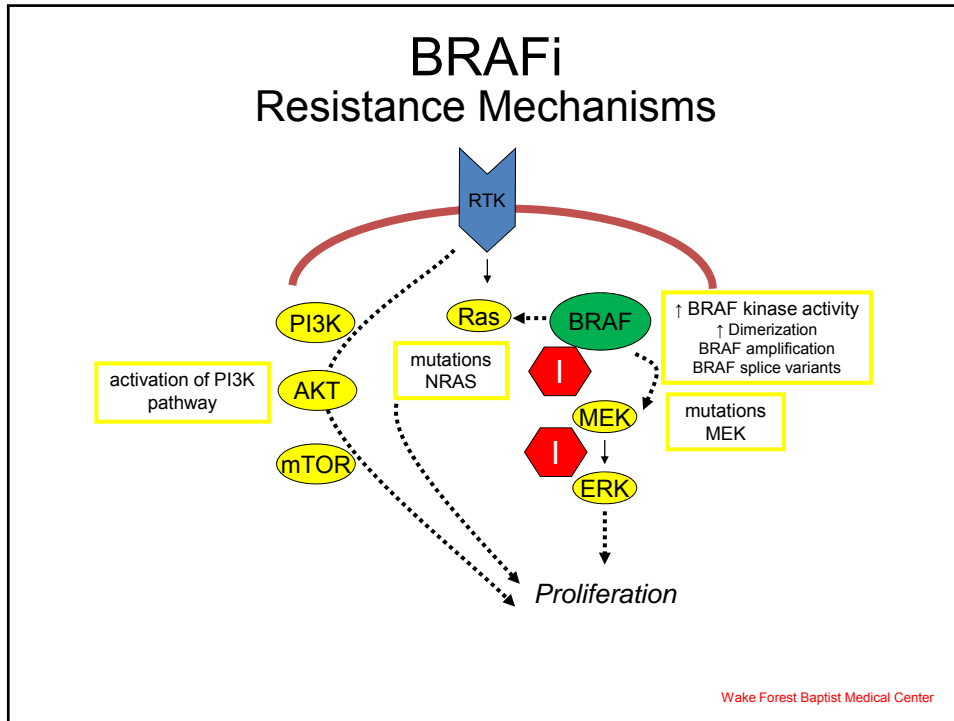 BRAFi
Resistance Mechanisms
RTK
PI3K
Ras
BRAF
↑ BRAF kinase activity
↑ Dimerization
BRAF amplification
BRAF splice variants
activation of PI3K
pathway
AKT
mutations
NRAS
I
MEK
mutations
MEK
mTOR
I
ERK
Proliferation
Wake Forest Baptist Medical Center